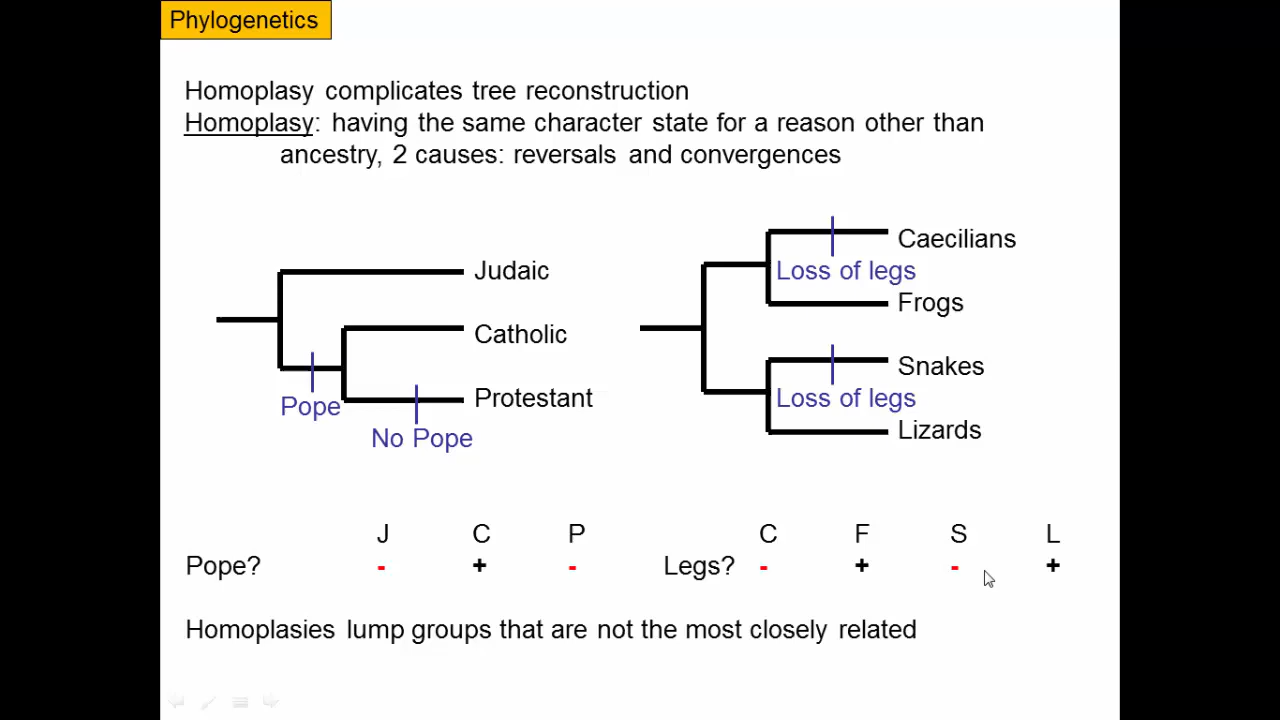 Phylogenetics
Homoplasy complicates tree reconstruction
Homoplasy: having the same character state for a reason other than
ancestry, 2 causes: reversals and convergences
Judaic
Catholic
Protestant
Pope
No Pope
Caecilians
Loss of legs
Frogs
Snakes
Loss of legs
Lizards
J C P
Pope? - + -
C F S L
Legs? - + - +
Homoplasies lump groups that are not the most closely related